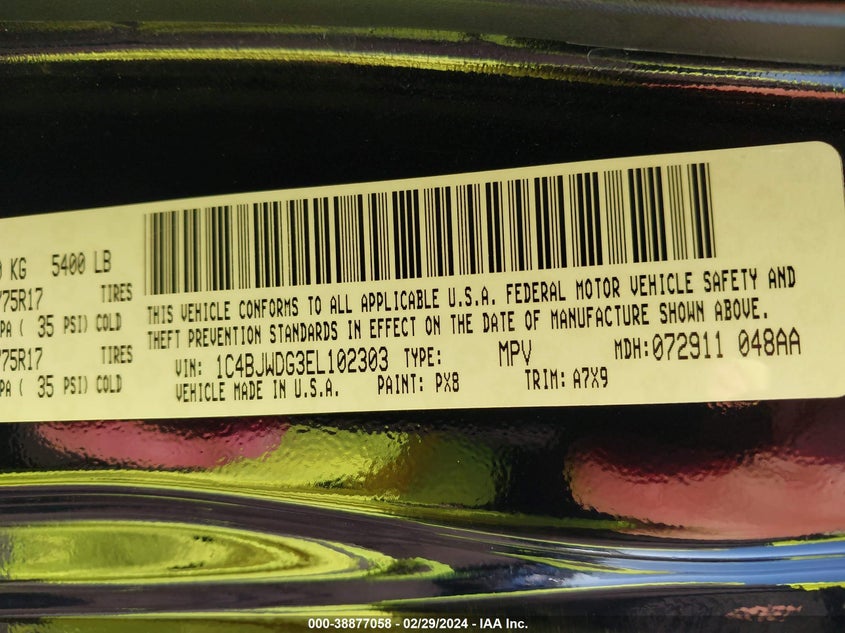 KG 5400 LB
75R17 TIRES
PA ( 35 PSI) COLD
75R17 TIRES
PA ( 35 PSI) COLD
THIS VEHICLE CONFORMS TO ALL APPLICABLE U.S.A. FEDERAL MOTOR VEHICLE SAFETY AND
THEFT PREVENTION STANDARDS IN EFFECT ON THE DATE OF MANUFACTURE SHOWN ABOVE.
VIN: 1C4BJWDG3EL102303 TYPE: MPV MDH:072911 048AA
VEHICLE MADE IN U.S.A. PAINT: PX8 TRIM: A7X9
000-38877058 - 02/29/2024 - IAA Inc.